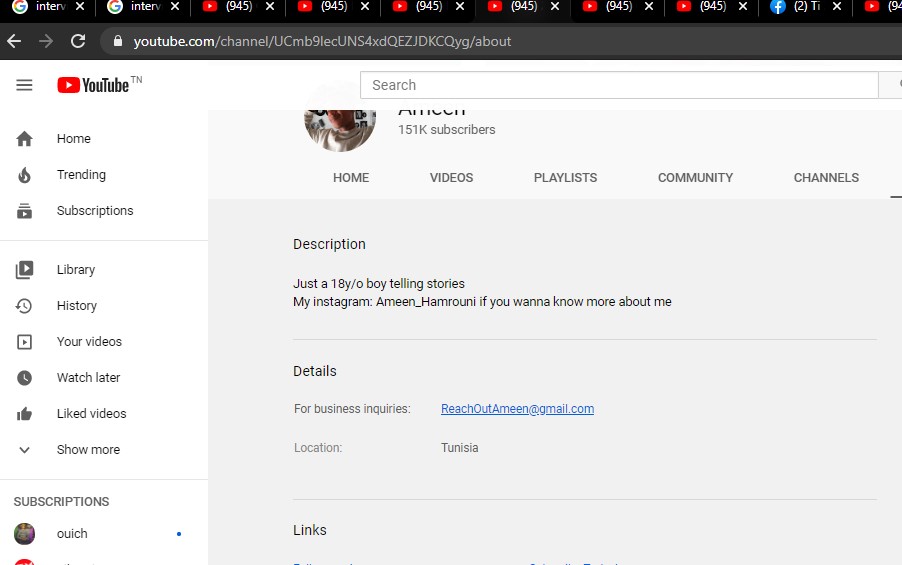 interv
interv
(945)
(945)
(945)
(945)
(945)
(945)
(2) Ti
(94
youtube.com/channel/UCmb9IecUNS4xdQEZJDKCQyg/about
YouTube TN
Search
Ameen
151K subscribers
HOME VIDEOS PLAYLISTS COMMUNITY CHANNELS
Home
Trending
Subscriptions
Library
History
Your videos
Watch later
Liked videos
Show more
SUBSCRIPTIONS
ouich
Description
Just a 18y/o boy telling stories
My instagram: Ameen_Hamrouni if you wanna know more about me
Details
For business inquiries: ReachOutAmeen@gmail.com
Location: Tunisia
Links